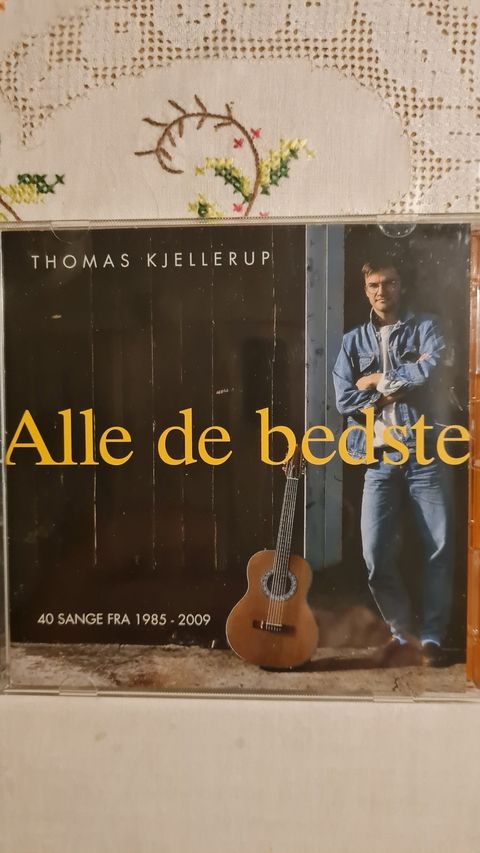 THOMAS KJELLERUP
Alle de bedste
40 SANGE FRA 1985 - 2009